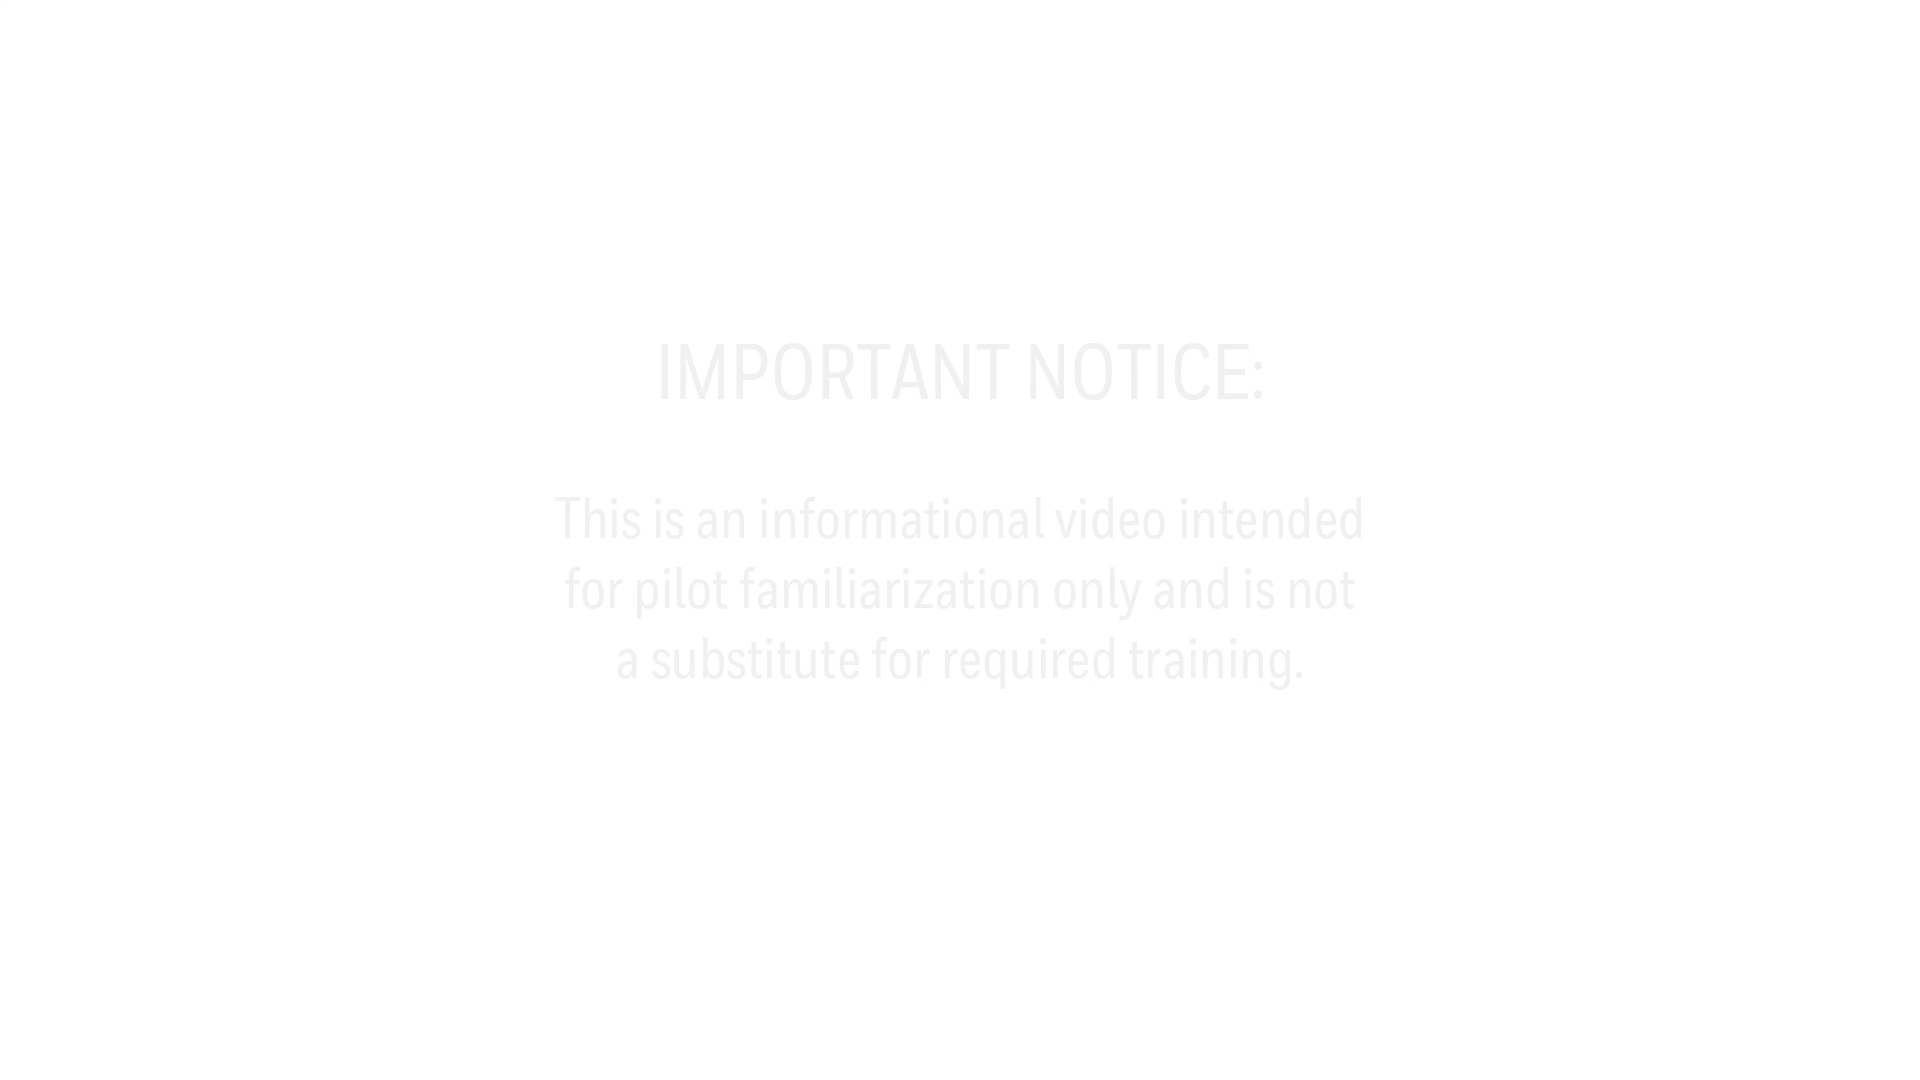 IMPORTANT NOTICE:
This is an informational video intended
for pilot familiarization only and is not
a substitute for required training.